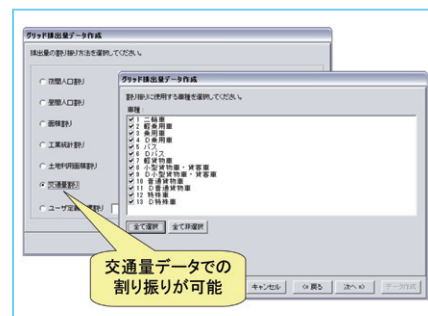 グリッド排出量データ作成
排出量の割り振り方法を選択してください。
夜間人口割り
昼間人口割り
面積割り
工業統計割り
土地利用面積割り
交通量割り
グリッド排出量データ作成
割り振りに使用する車種を選択してください。
車種:
1 二輪車
2 軽乗用車
3 乗用車
4 D乗用車
5 バス
6 Dバス
7 軽貨物車
8 小型貨物車・貨客車
9 D小型貨物車・貨客車
10 普通貨物車
11 D普通貨物車
12 特殊車
13 D特殊車
全て選択 全て非選択
キャンセル << 戻る 次へ >> データ作成
交通量データでの
割り振りが可能